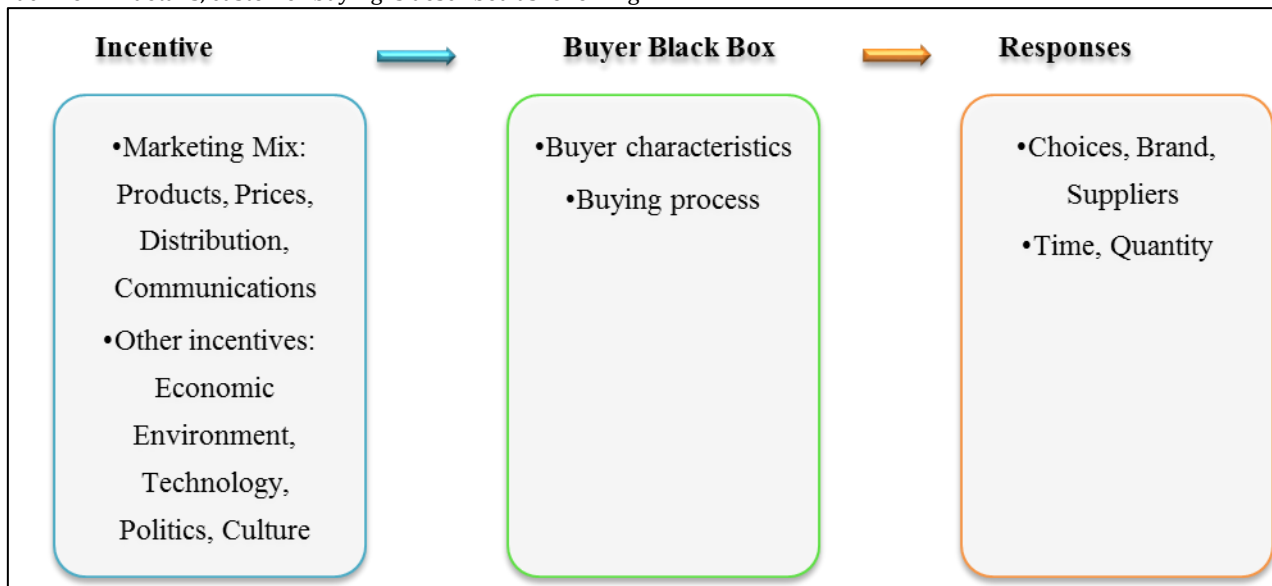 Incentive
Buyer Black Box
Responses
•Marketing Mix:
Products, Prices,
Distribution,
Communications
•Other incentives:
Economic
Environment,
Technology,
Politics, Culture
•Buyer characteristics
•Buying process
•Choices, Brand,
Suppliers
•Time, Quantity